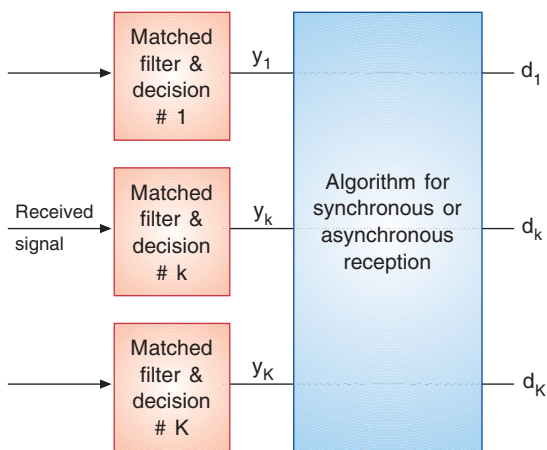 Matched
filter &
decision
# 1
y1
d1
Received
signal
Matched
filter &
decision
# k
yk
Algorithm for
synchronous or
asynchronous
reception
dk
Matched
filter &
decision
# K
yK
dK